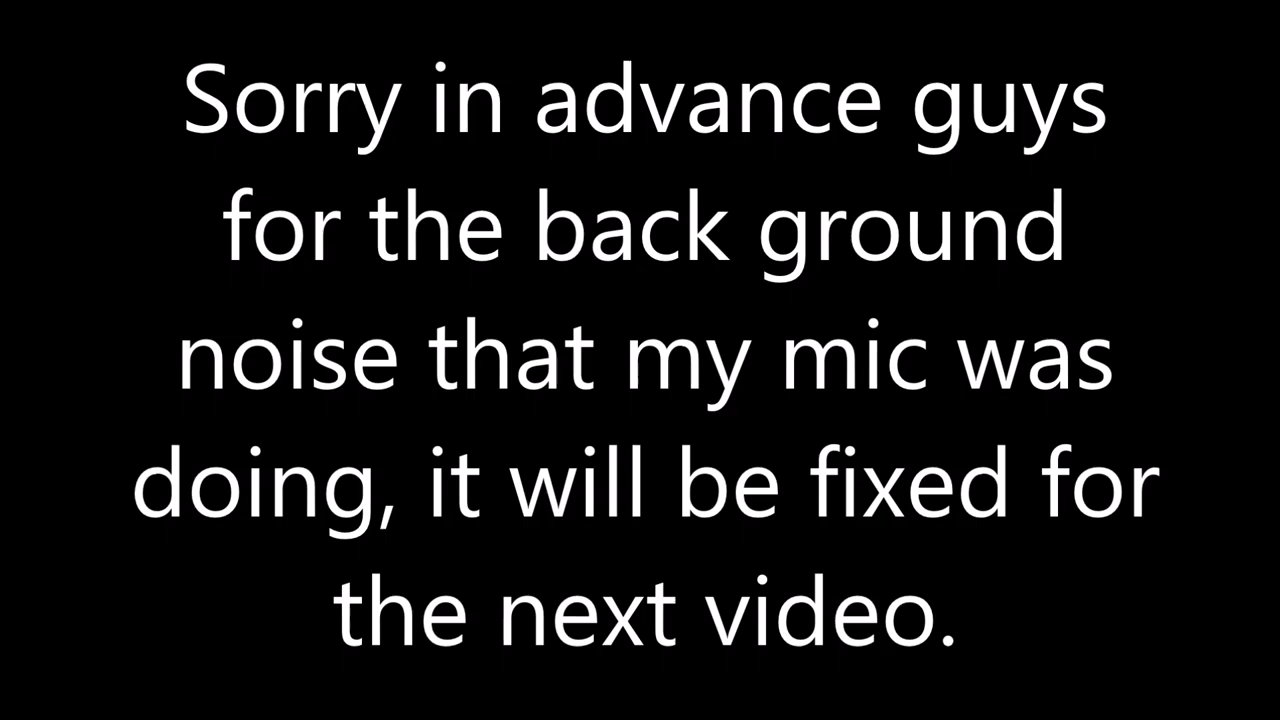 Sorry in advance guys
for the back ground
noise that my mic was
doing, it will be fixed for
the next video.